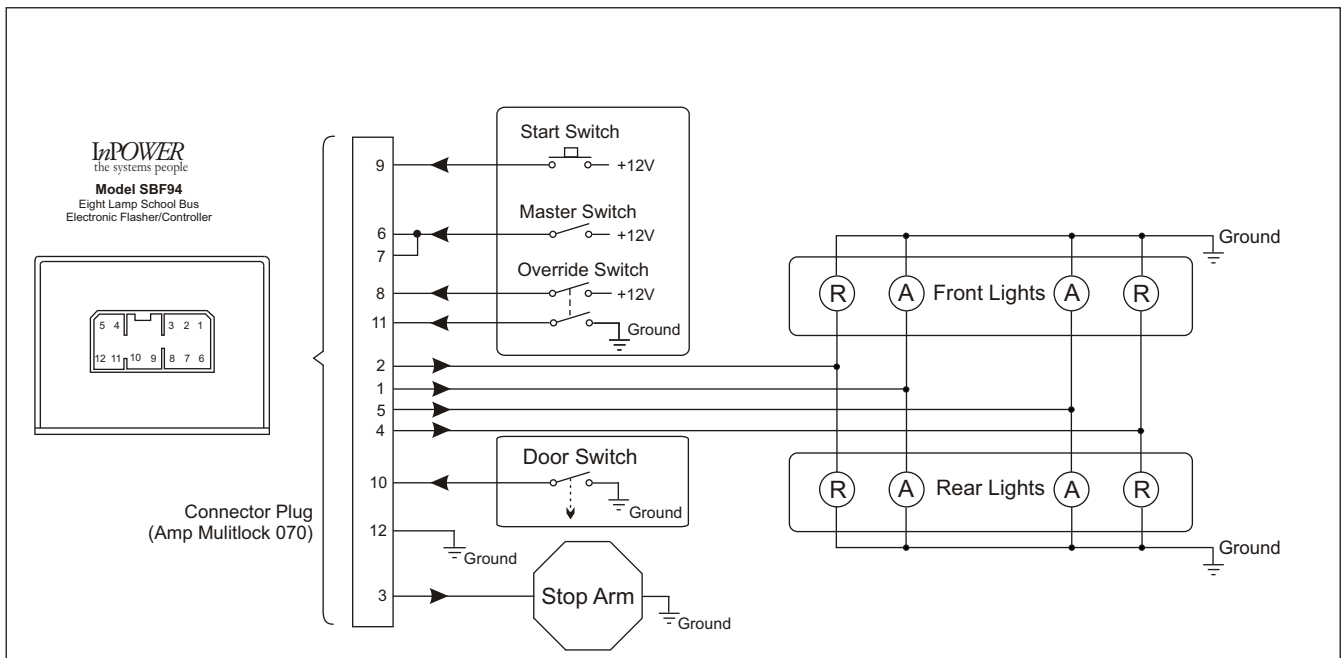 InPOWER
the systems people
Model SBF94
Eight Lamp School Bus
Electronic Flasher/Controller
5 4 3 2 1
12 11 10 9 8 7 6
Connector Plug
(Amp Mulitlock 070)
9
6
7
8
11
2
1
5
4
10
12
3
Start Switch
+12V
Master Switch
+12V
Override Switch
+12V
Ground
Door Switch
Ground
Ground
Stop Arm
Ground
Ground
R A Front Lights A R
R A Rear Lights A R
Ground